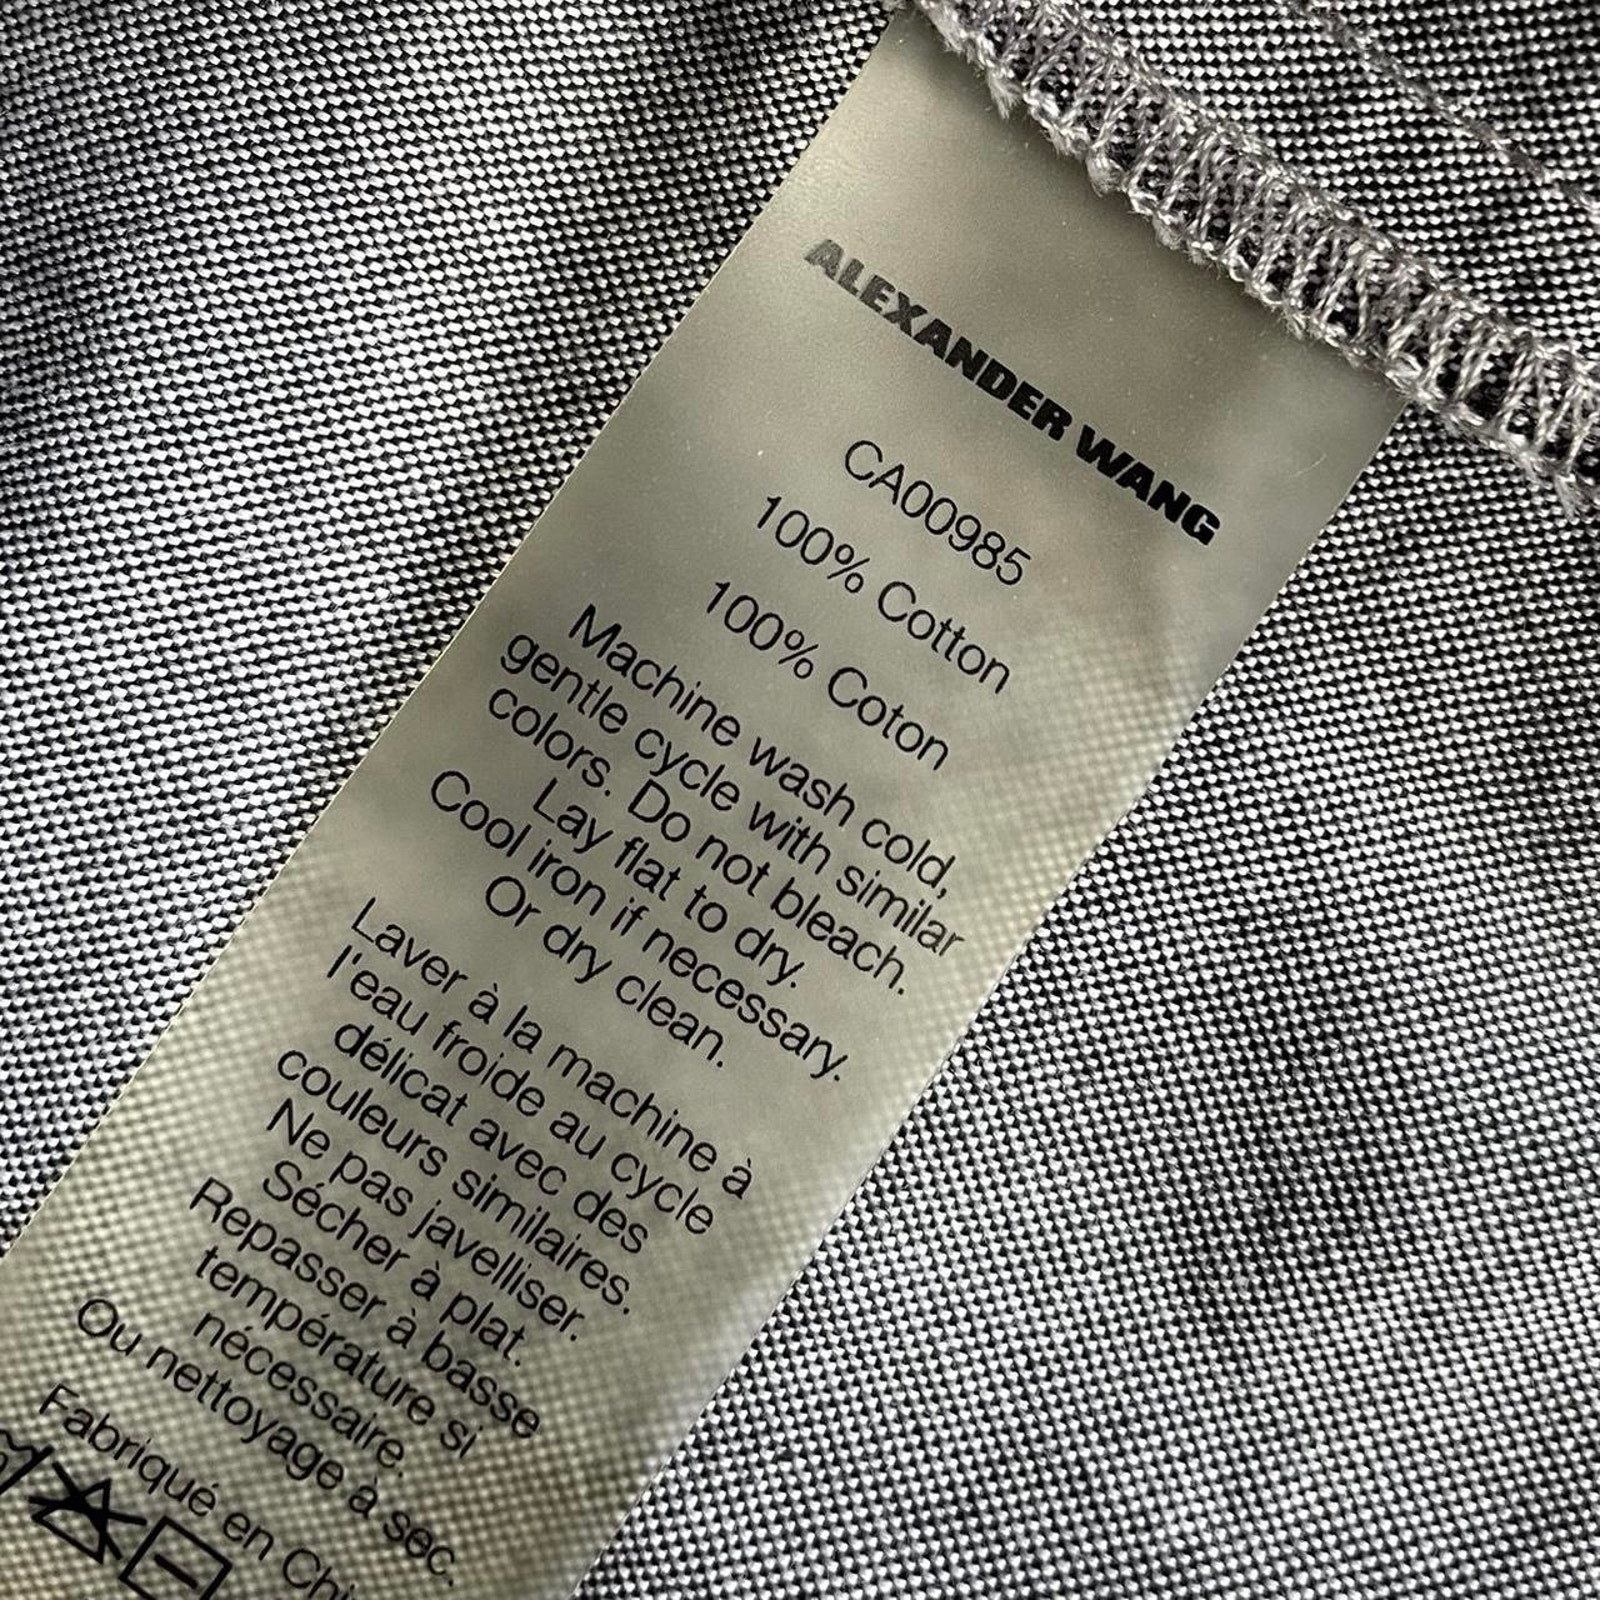 ALEXANDER WANG
CA00985
100% Cotton
100% Coton
Machine wash cold,
gentle cycle with similar
colors. Do not bleach.
Lay flat to dry.
Cool iron if necessary.
Or dry clean.
Laver à la machine à
l'eau froide au cycle
délicat avec des
couleurs similaires.
Ne pas javelliser.
Sécher à plat.
Repasser à basse
température si
nécessaire.
Ou nettoyage à sec.
Fabriqué en Chi